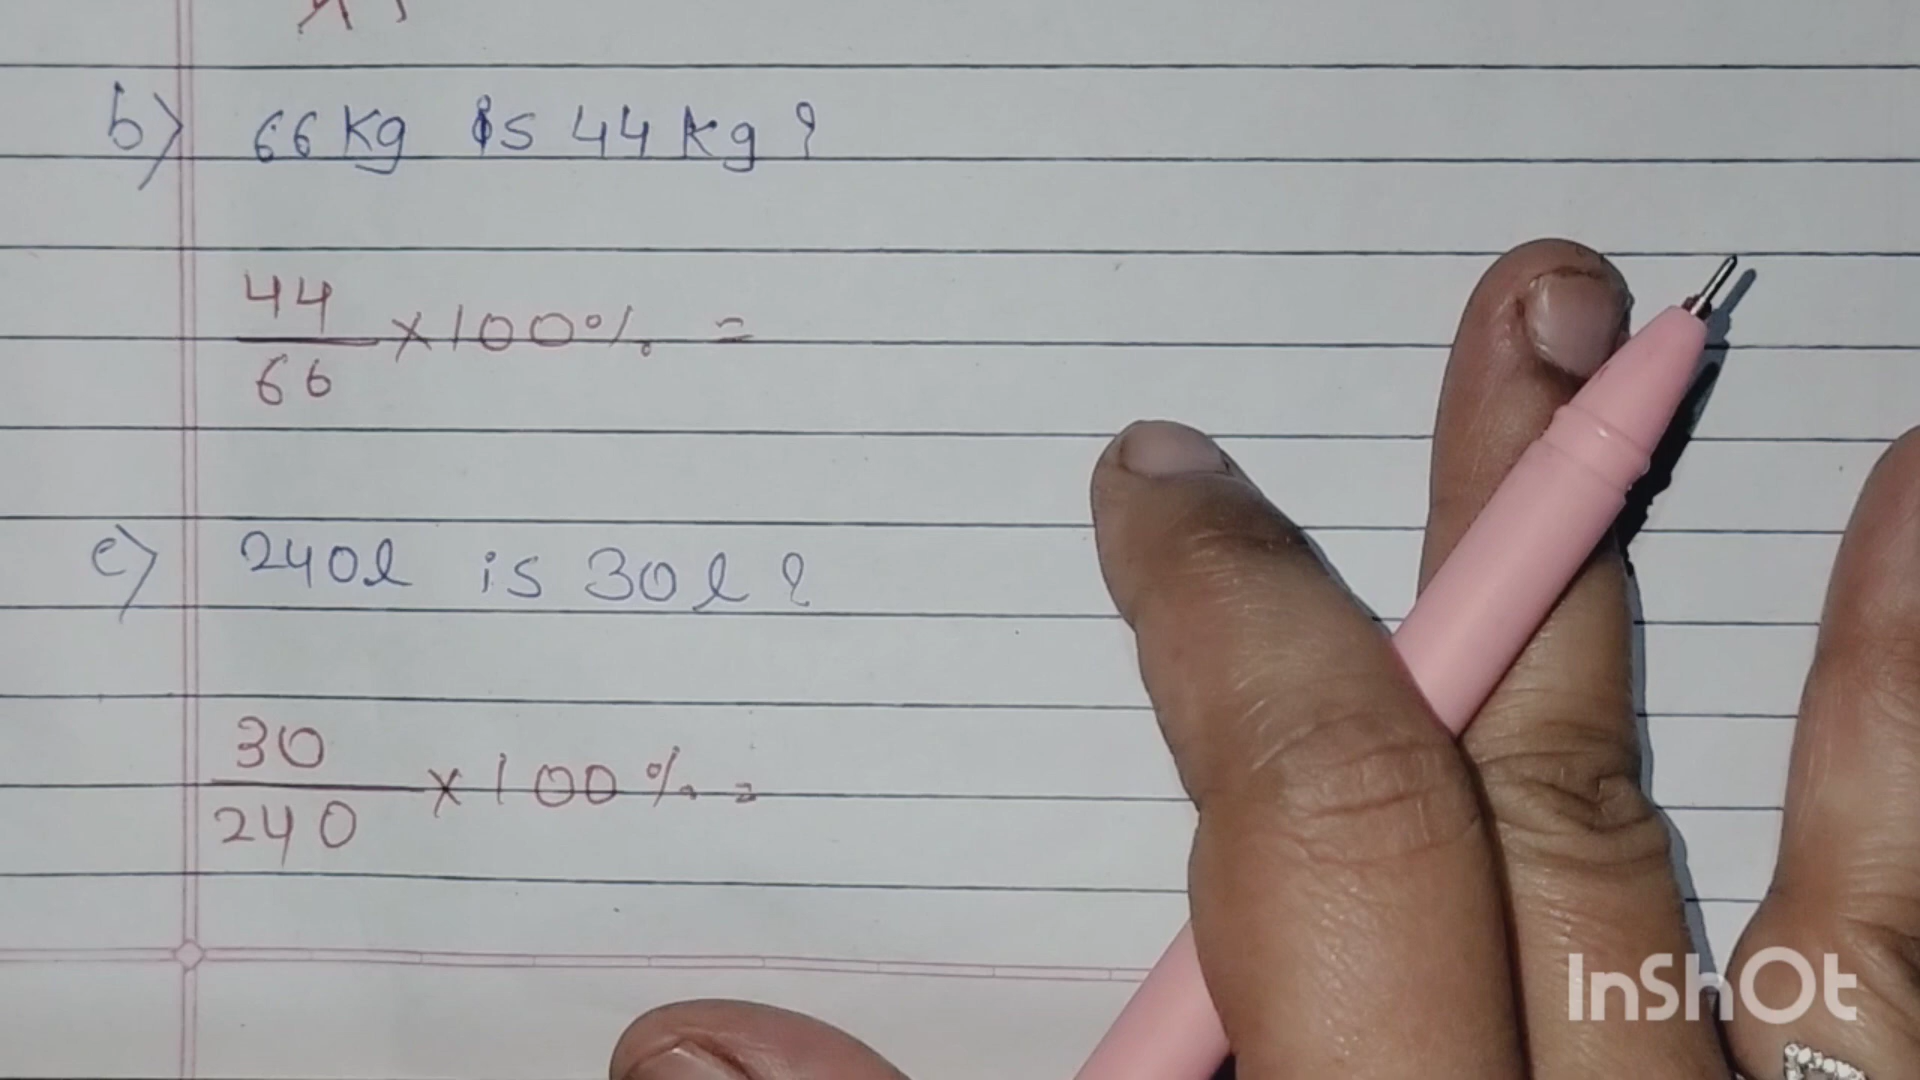 b) 66 Kg is 44 Kg?
44
66
×100% =
c) 240l is 30l?
30
240
×100% =
InShOt